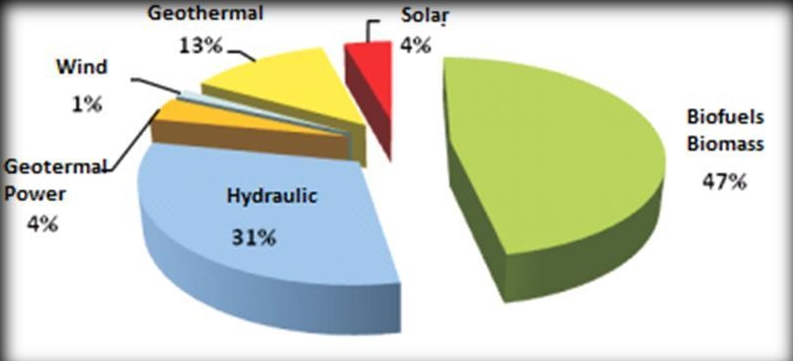 Geothermal
13%
Solar
4%
Wind
1%
Geotermal
Power
4%
Hydraulic
31%
Biofuels
Biomass
47%